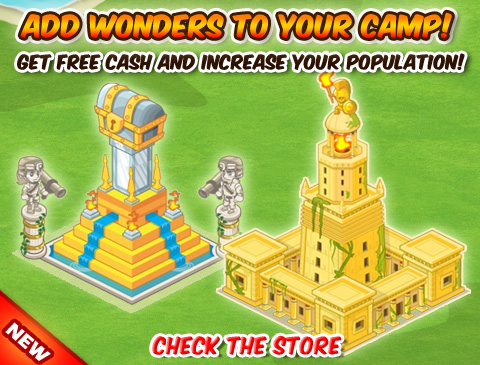 ADD WONDERS TO YOUR CAMP!
GET FREE CASH AND INCREASE YOUR POPULATION!
NEW
CHECK THE STORE